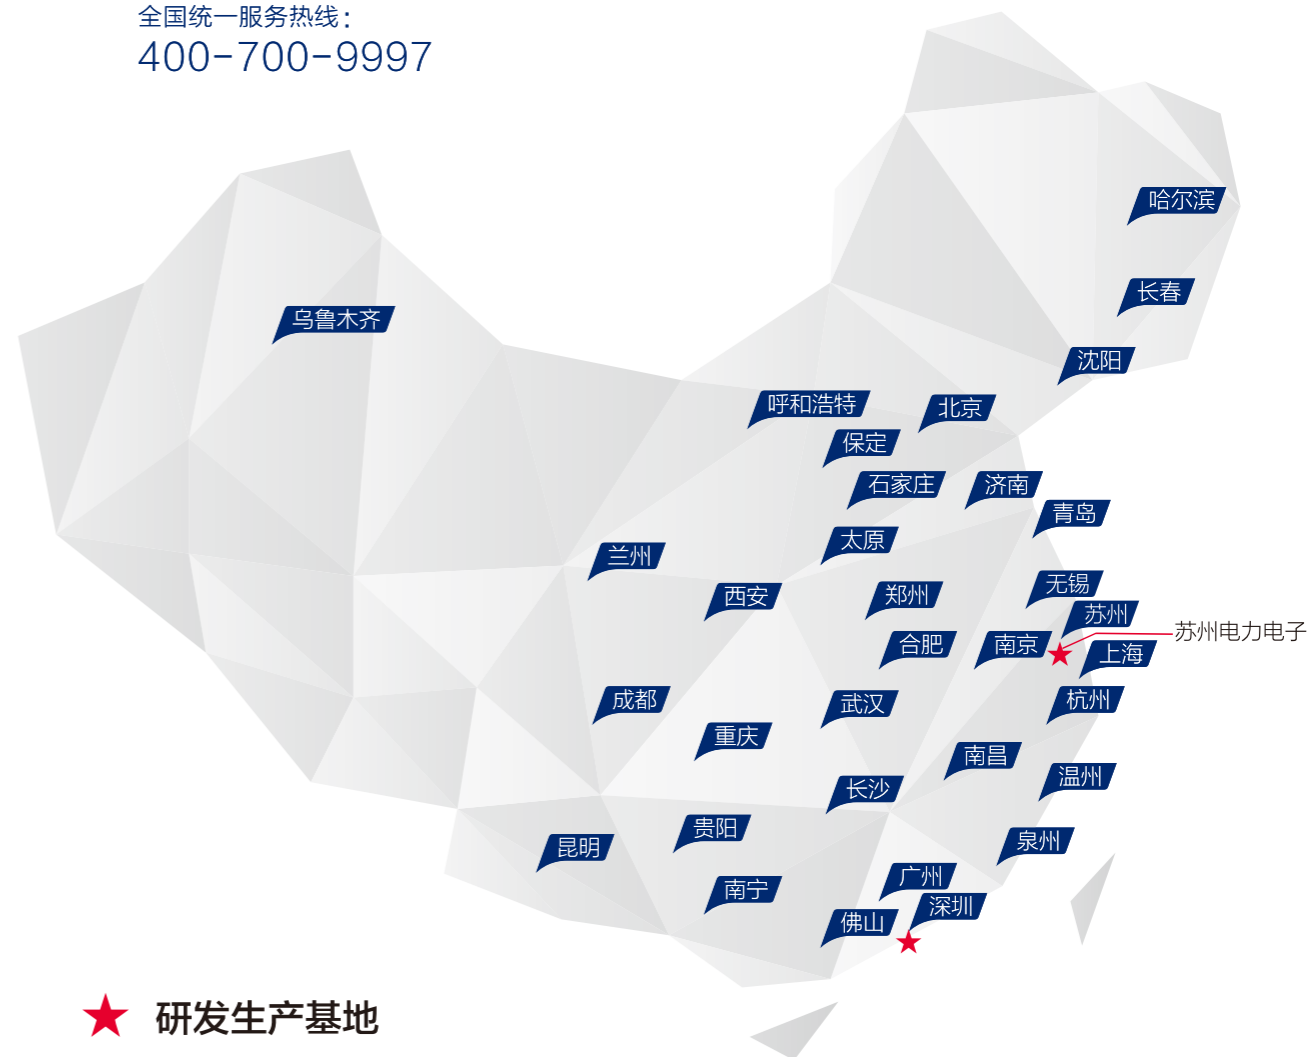 全国统一服务热线：
400-700-9997
哈尔滨
长春
乌鲁木齐
沈阳
呼和浩特
北京
保定
石家庄
济南
青岛
太原
兰州
无锡
西安
郑州
苏州
苏州电力电子
合肥
南京
上海
成都
武汉
杭州
重庆
南昌
温州
长沙
贵阳
泉州
昆明
广州
南宁
深圳
佛山
研发生产基地